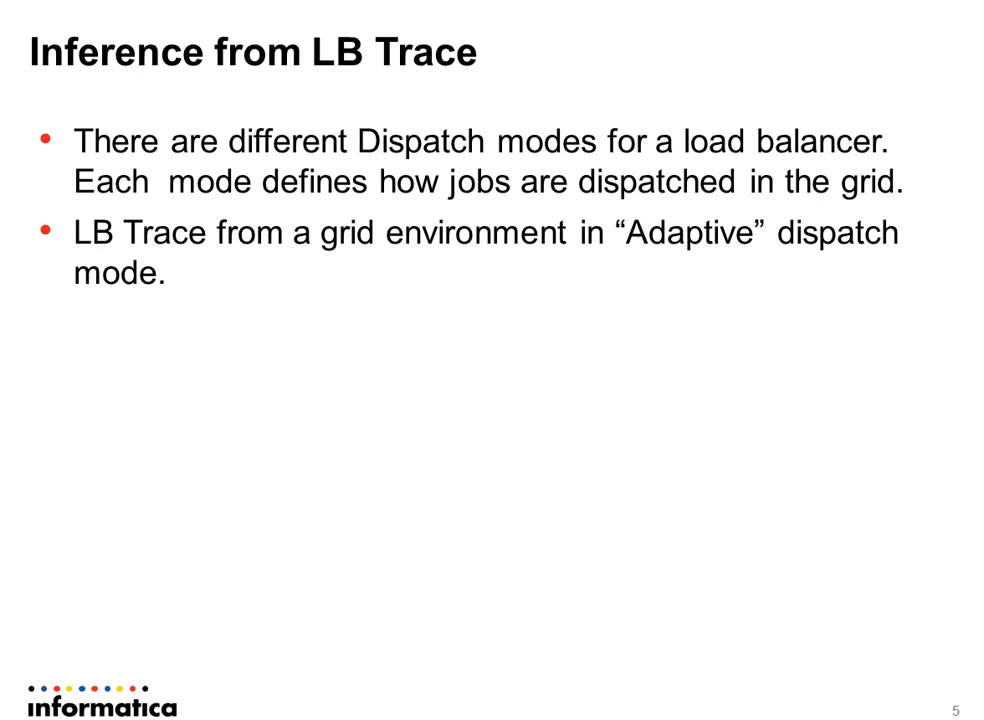 Inference from LB Trace
• There are different Dispatch modes for a load balancer.
Each  mode defines how jobs are dispatched in the grid.
• LB Trace from a grid environment in “Adaptive” dispatch
mode.
informatica
5